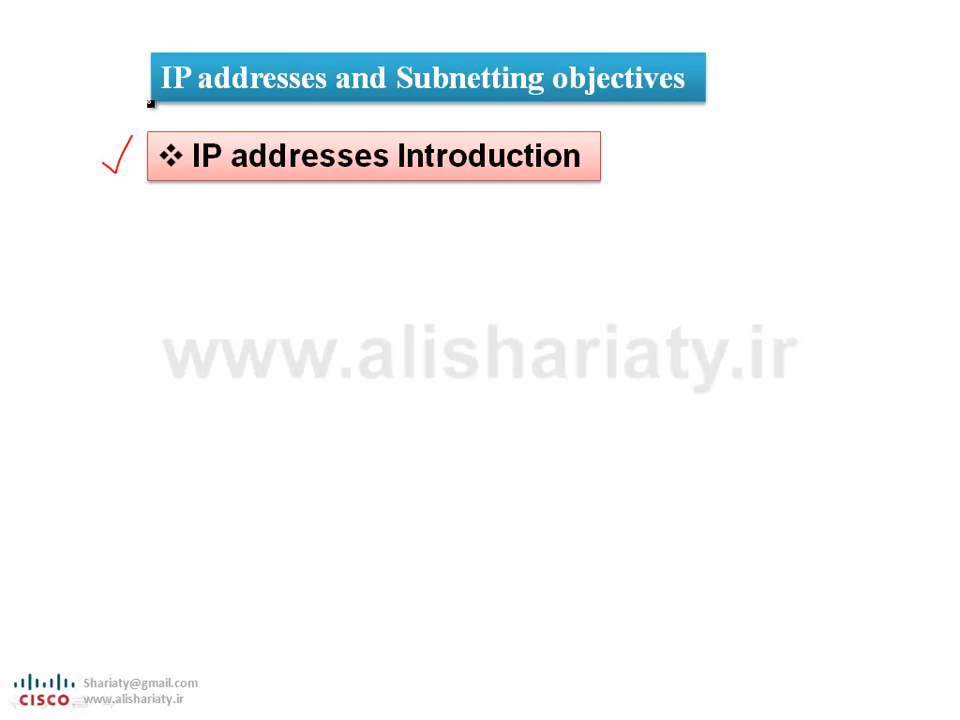 IP addresses and Subnetting objectives
❖ IP addresses Introduction
www.alishariaty.ir
Shariaty@gmail.com
CISCO
www.alishariaty.ir